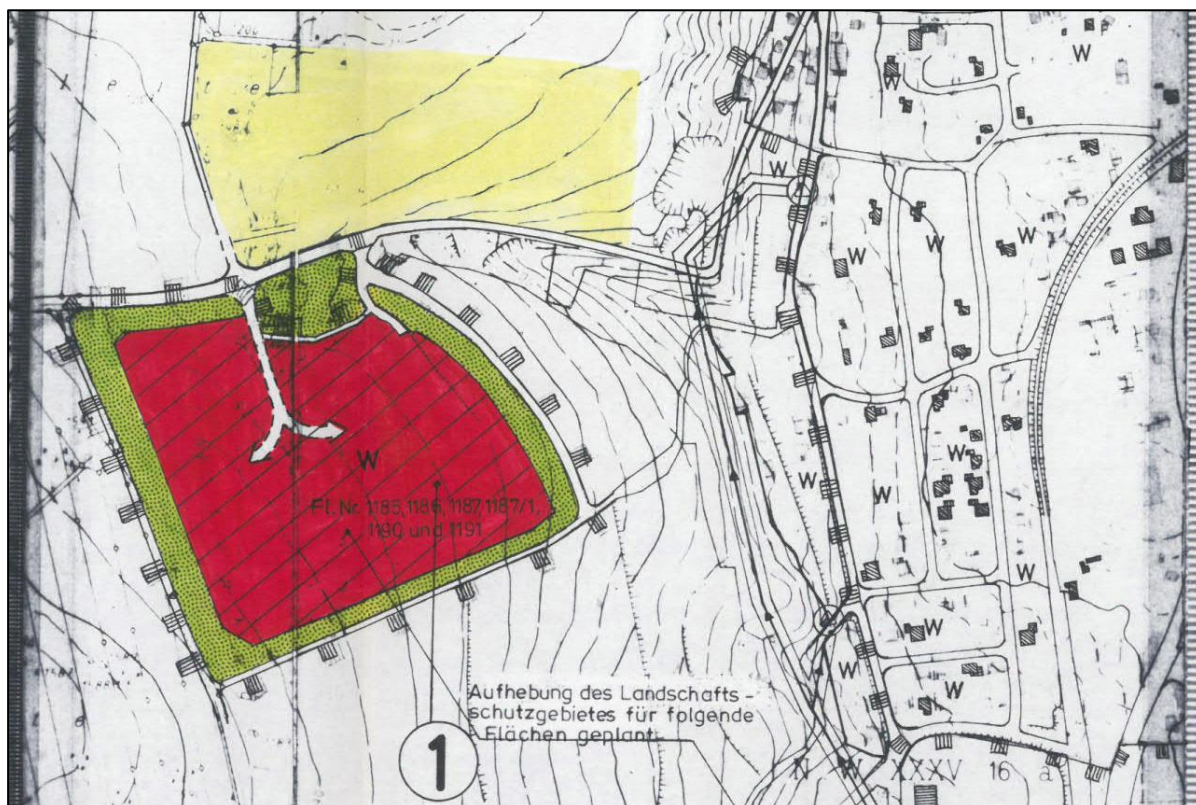 200
W
W
W
W
W
W
W
Fl. Nr. 1185, 1186, 1187, 1187/1,
1190 und 1191
W
W
W
W
W
W
W
Aufhebung des Landschafts-
schutzgebietes für folgende
Flächen geplant
1
N W XXXV 16 a